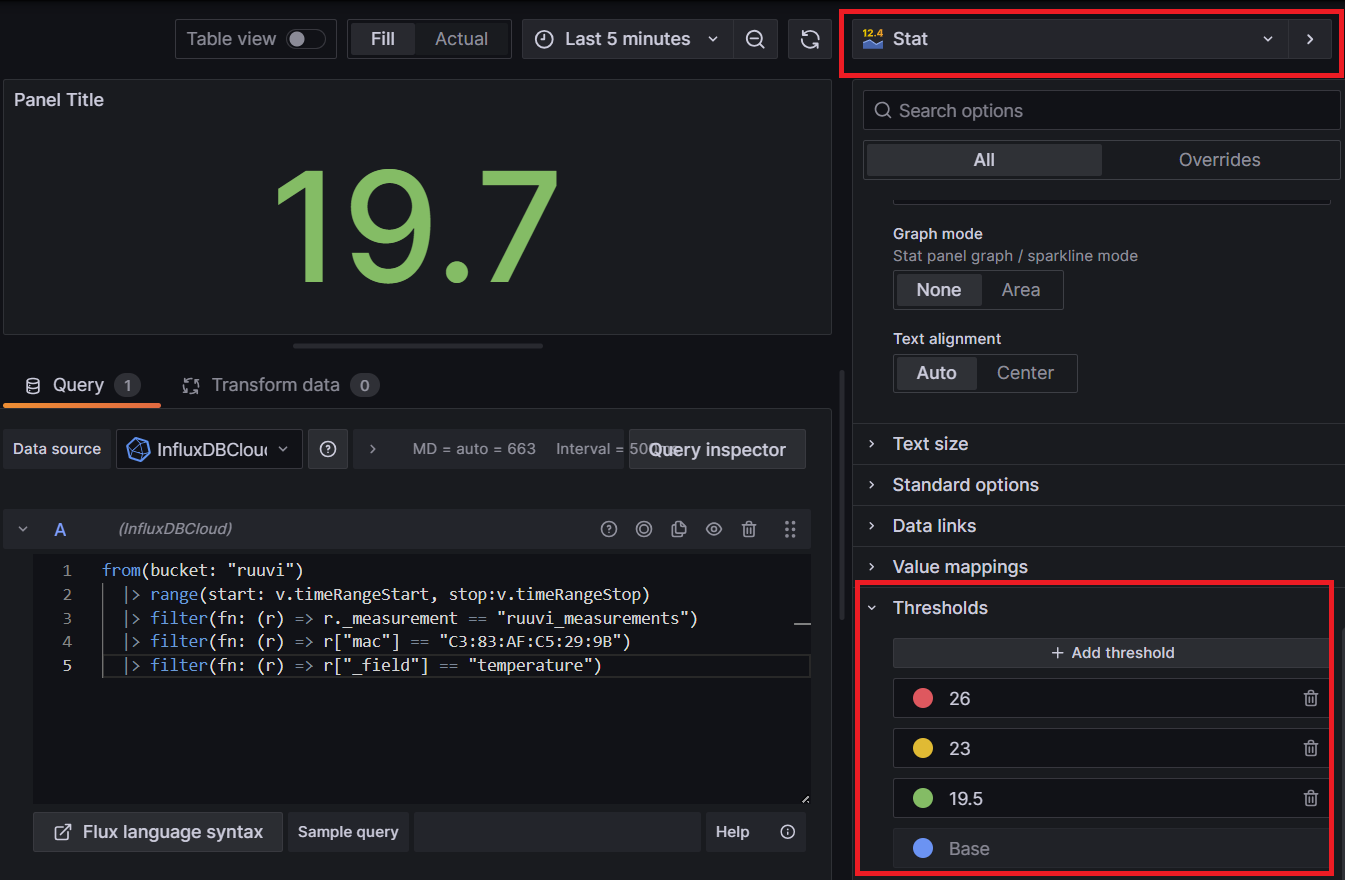 Table view
Fill
Actual
Last 5 minutes
12.4
Stat
Panel Title
19.7
Search options
All
Overrides
Graph mode
Stat panel graph / sparkline mode
None
Area
Text alignment
Auto
Center
Text size
Standard options
Data links
Value mappings
Thresholds
+ Add threshold
26
23
19.5
Base
Query 1
Transform data 0
Data source
InfluxDBClou
MD = auto = 663
Interval = 500ms
Query inspector
A
(InfluxDBCloud)
1 from(bucket: "ruuvi")
2 |> range(start: v.timeRangeStart, stop:v.timeRangeStop)
3 |> filter(fn: (r) => r._measurement == "ruuvi_measurements")
4 |> filter(fn: (r) => r["mac"] == "C3:83:AF:C5:29:9B")
5 |> filter(fn: (r) => r["_field"] == "temperature")
Flux language syntax
Sample query
Help